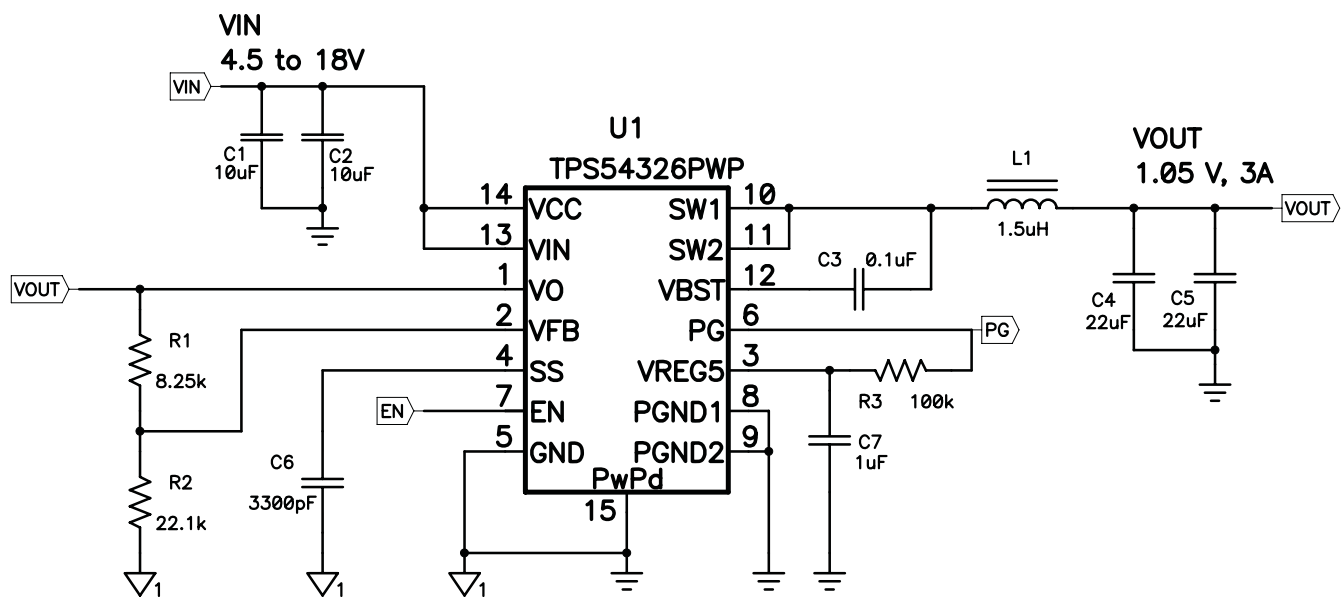 VIN
4.5 to 18V
VIN
C1
10uF
C2
10uF
U1
TPS54326PWP
14
VCC
13
VIN
1
VO
2
VFB
4
SS
7
EN
5
GND
PwPd
15
SW1
10
SW2
11
VBST
12
PG
6
VREG5
3
PGND1
8
PGND2
9
L1
1.5uH
VOUT
1.05 V, 3A
VOUT
C3
0.1uF
C4
22uF
C5
22uF
PG
R3
100k
C7
1uF
VOUT
R1
8.25k
R2
22.1k
EN
C6
3300pF
1
1
1